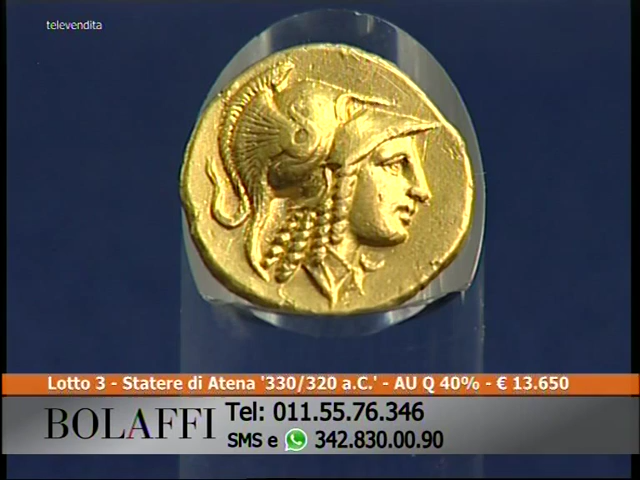 televendita
Lotto 3 - Statere di Atena '330/320 a.C.' - AU Q 40% - € 13.650
BOLAFFI
Tel: 011.55.76.346
SMS e 342.830.00.90